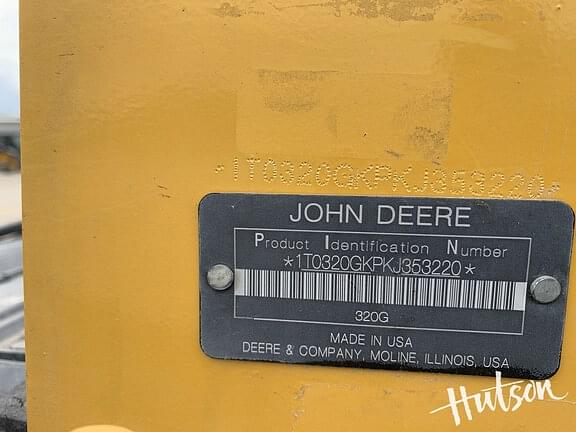 *1T0320GKPKJ353220*
JOHN DEERE
Product Identification Number
*1T0320GKPKJ353220*
320G
MADE IN USA
DEERE & COMPANY, MOLINE, ILLINOIS, USA
Hutson